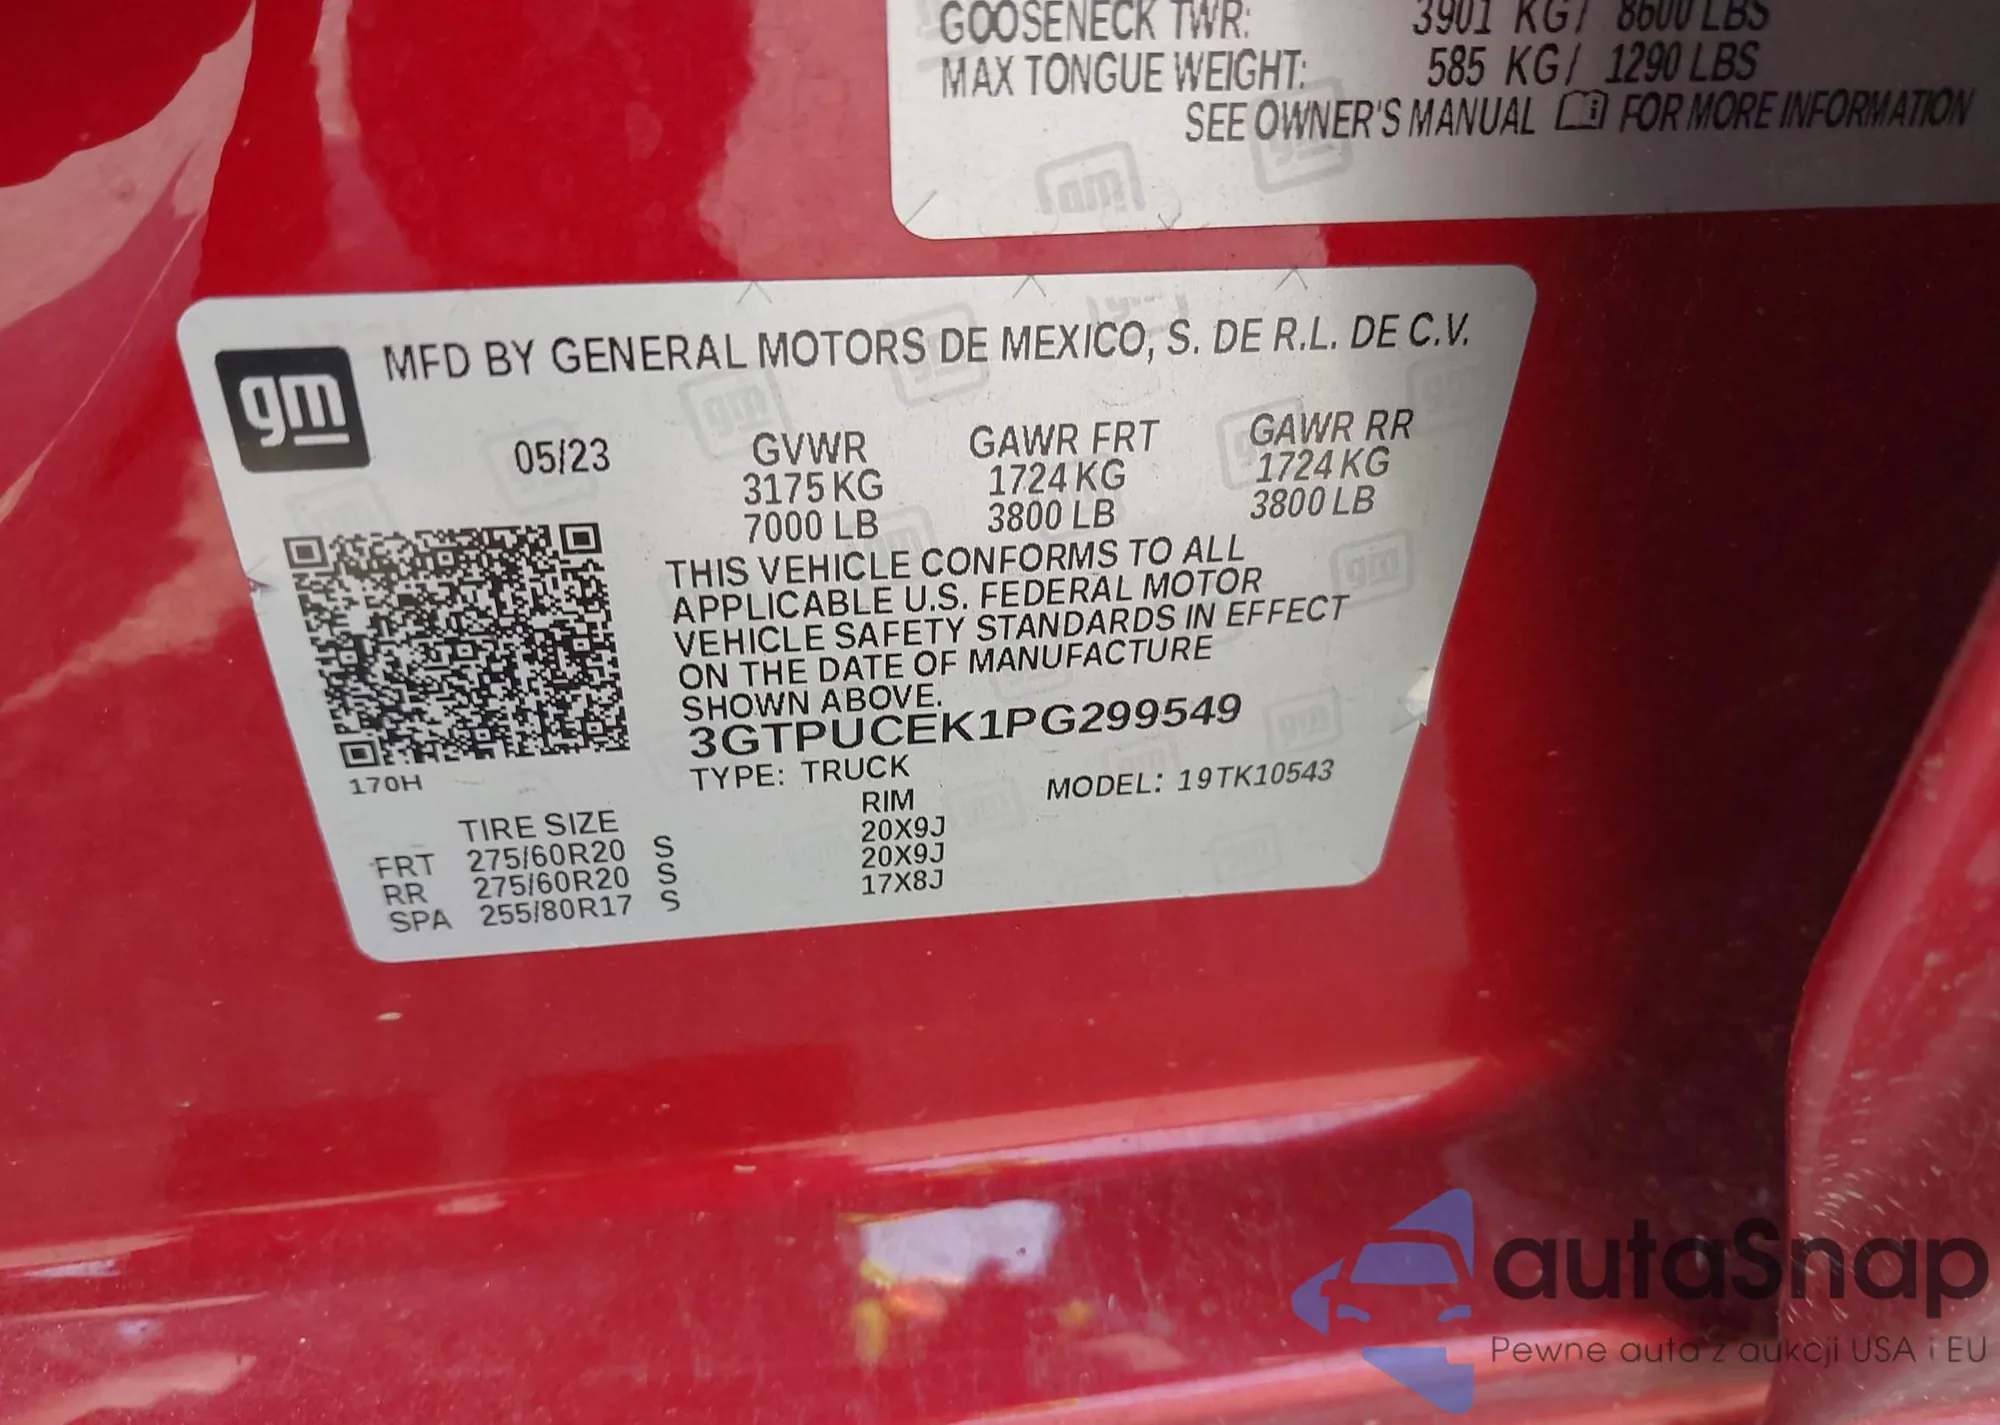 GOOSENECK TWR: 3901 KG/ 8600 LBS
MAX TONGUE WEIGHT: 585 KG/ 1290 LBS
SEE OWNER'S MANUAL FOR MORE INFORMATION
gm
MFD BY GENERAL MOTORS DE MEXICO, S. DE R.L. DE C.V.
05/23 GVWR GAWR FRT GAWR RR
3175 KG 1724 KG 1724 KG
7000 LB 3800 LB 3800 LB
THIS VEHICLE CONFORMS TO ALL
APPLICABLE U.S. FEDERAL MOTOR
VEHICLE SAFETY STANDARDS IN EFFECT
ON THE DATE OF MANUFACTURE
SHOWN ABOVE.
3GTPUCEK1PG299549
170H TYPE: TRUCK MODEL: 19TK10543
TIRE SIZE RIM
FRT 275/60R20 S 20X9J
RR 275/60R20 S 20X9J
SPA 255/80R17 S 17X8J
autaSnap
Pewne auta z aukcji USA i EU